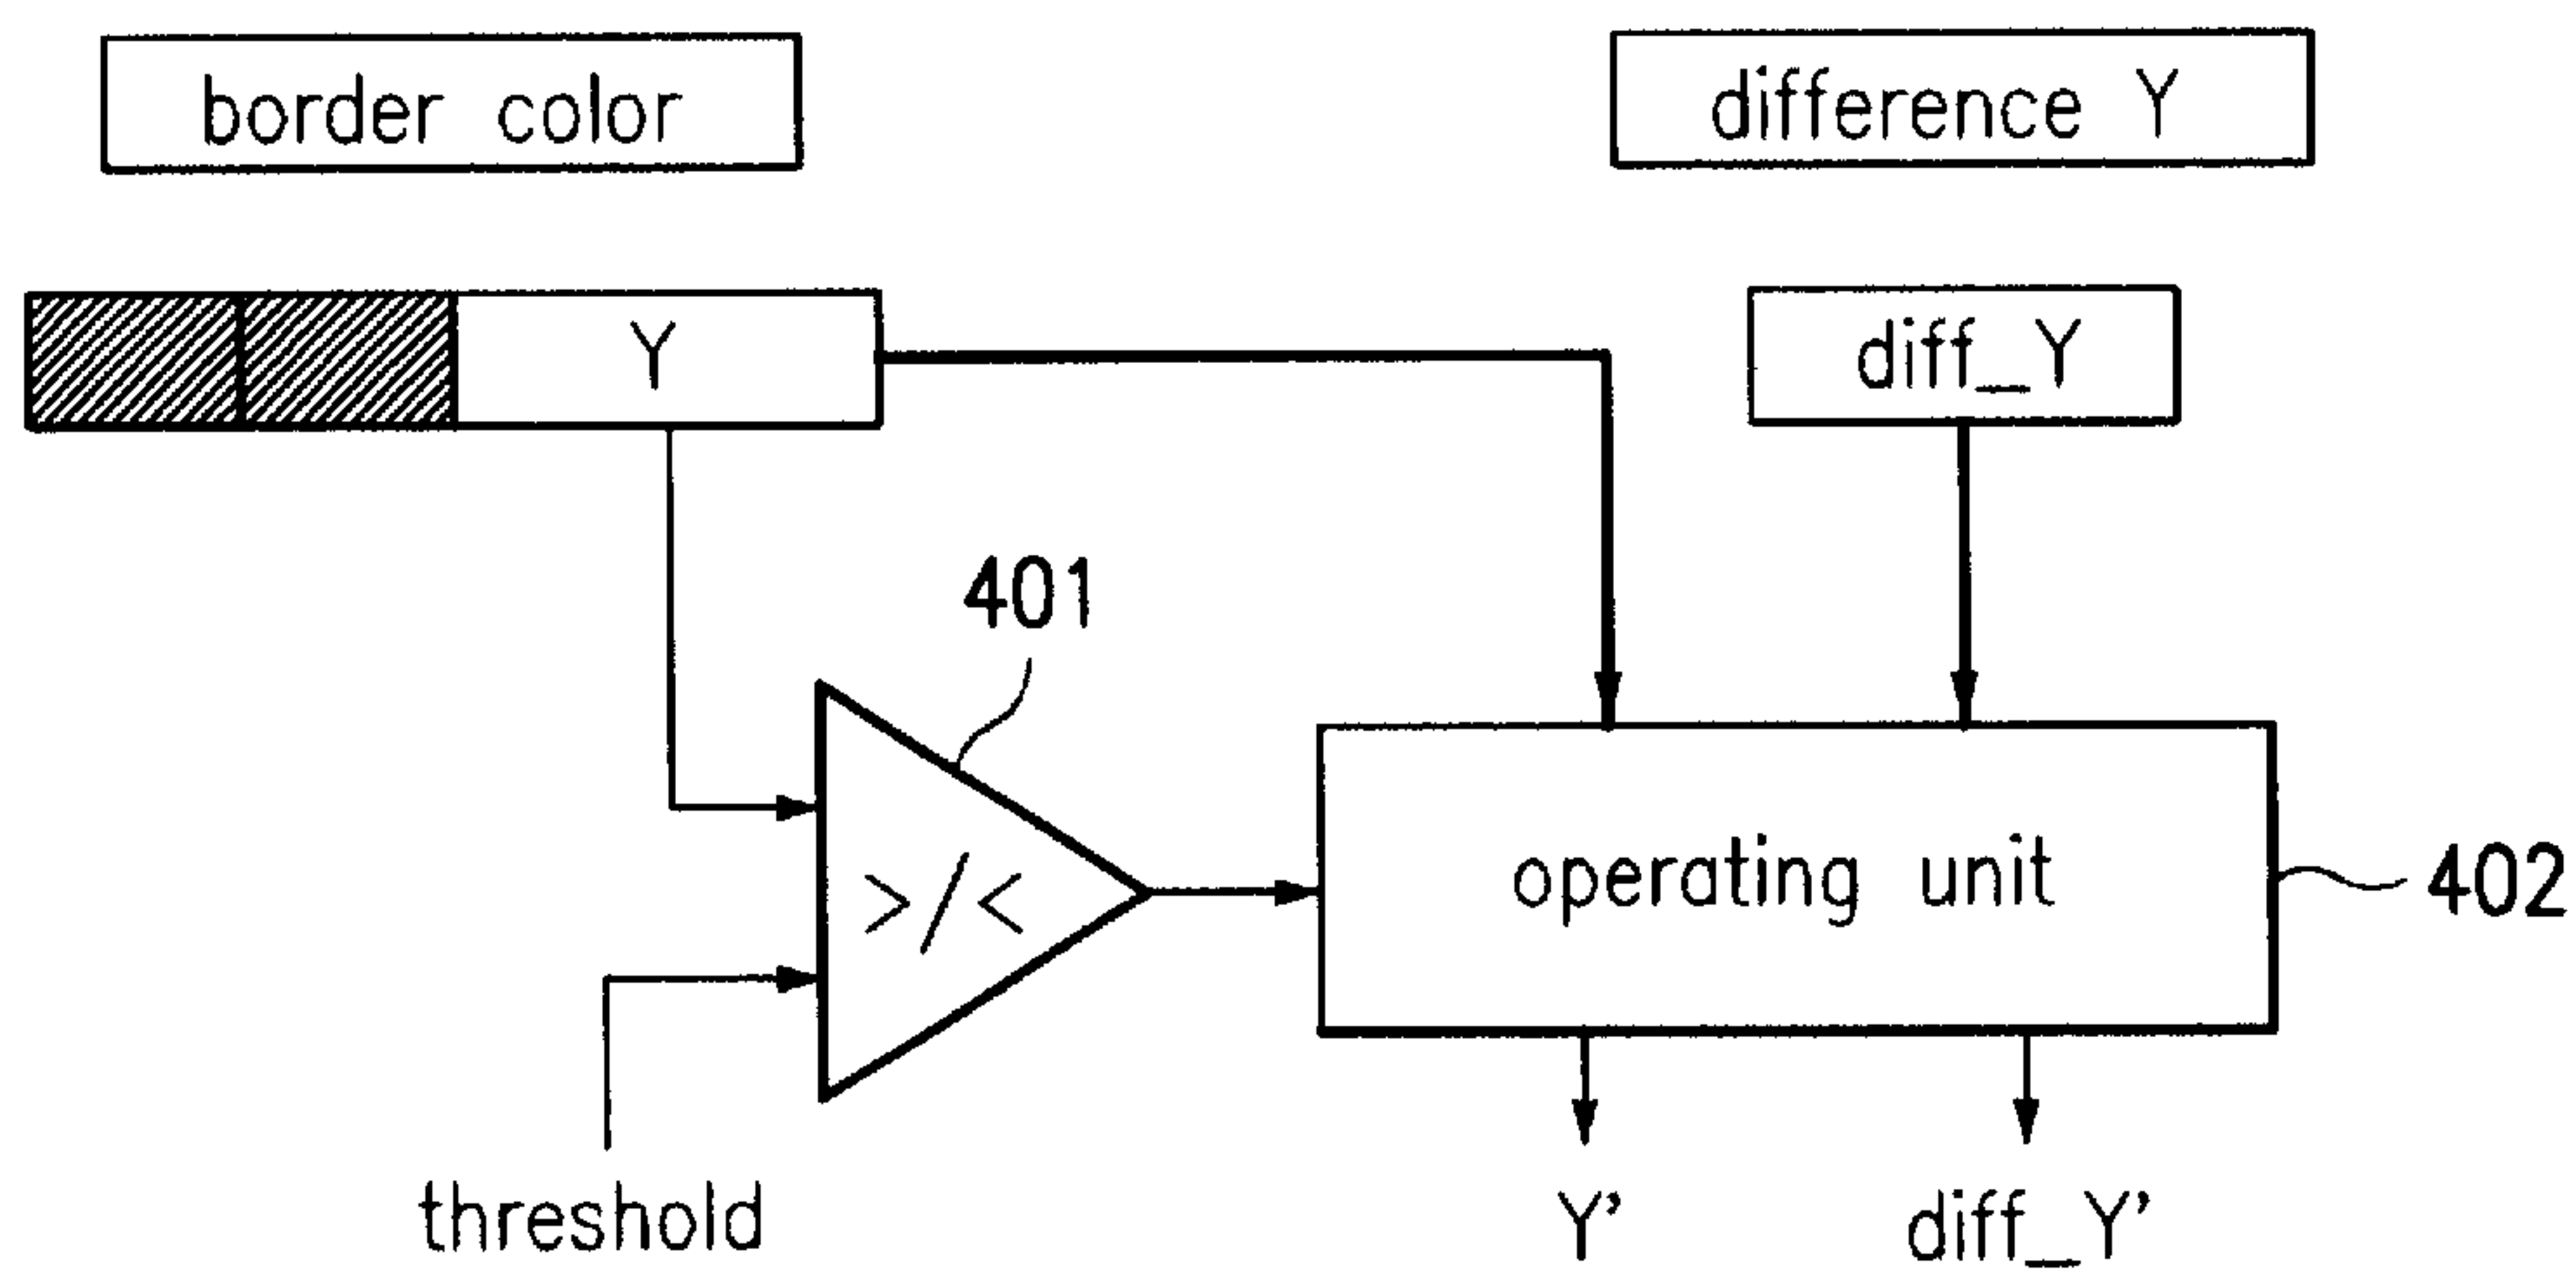 border color
difference Y
Y
diff_Y
401
>/<
operating unit
402
threshold
Y'
diff_Y'